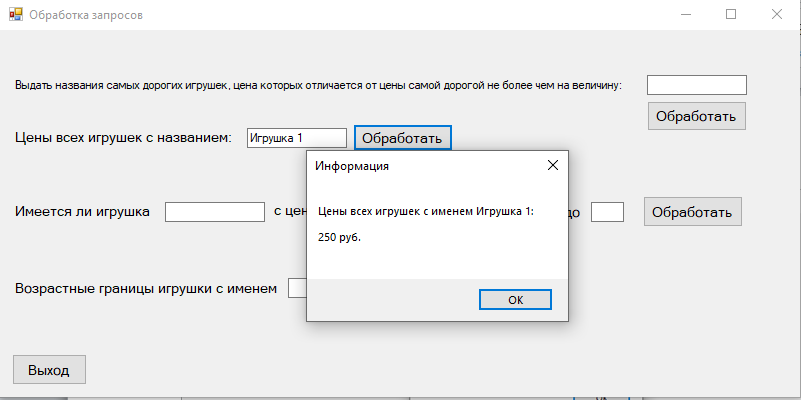 Обработка запросов
Выдать названия самых дорогих игрушек, цена которых отличается от цены самой дорогой не более чем на величину:
Обработать
Цены всех игрушек с названием: Игрушка 1 Обработать
Информация
Цены всех игрушек с именем Игрушка 1:
250 руб.
OK
Имеется ли игрушка с цен до Обработать
Возрастные границы игрушки с именем
Выход